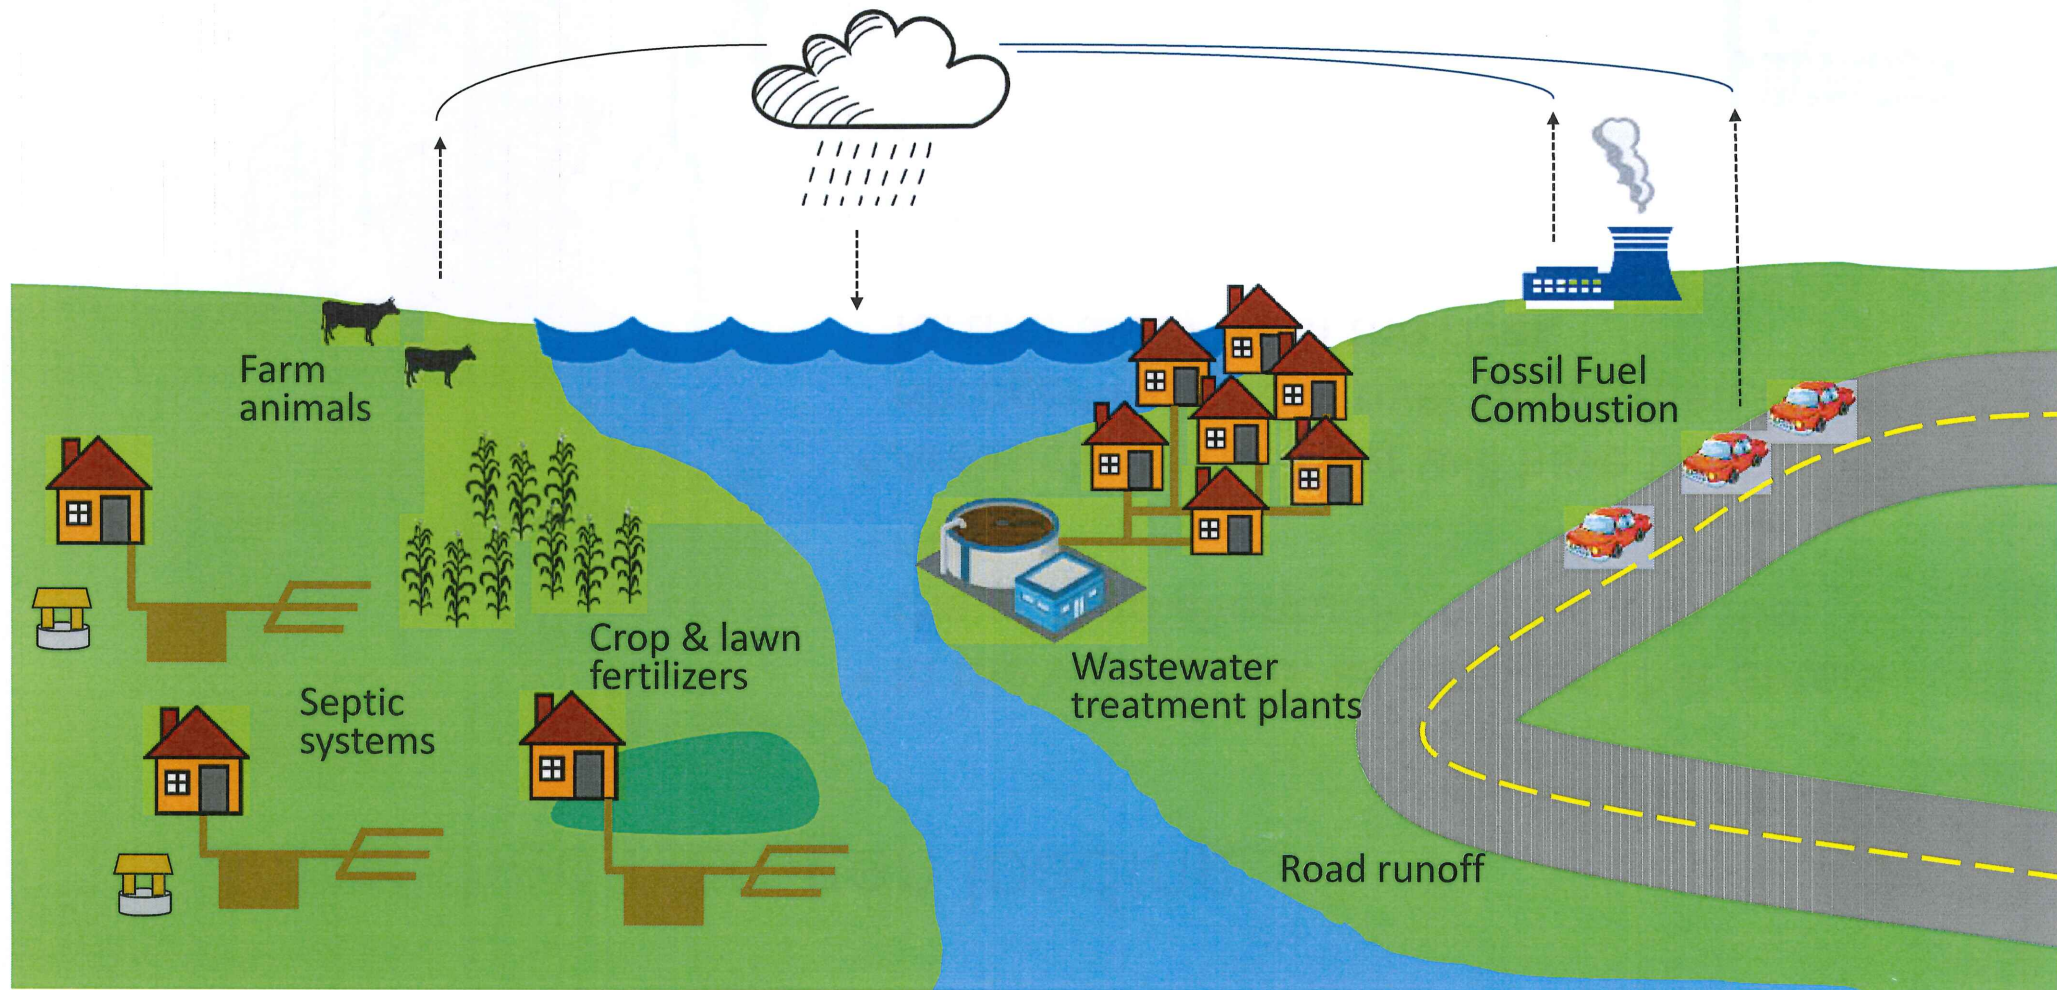 Farm
animals
Fossil Fuel
Combustion
Crop & lawn
fertilizers
Wastewater
treatment plants
Septic
systems
Road runoff